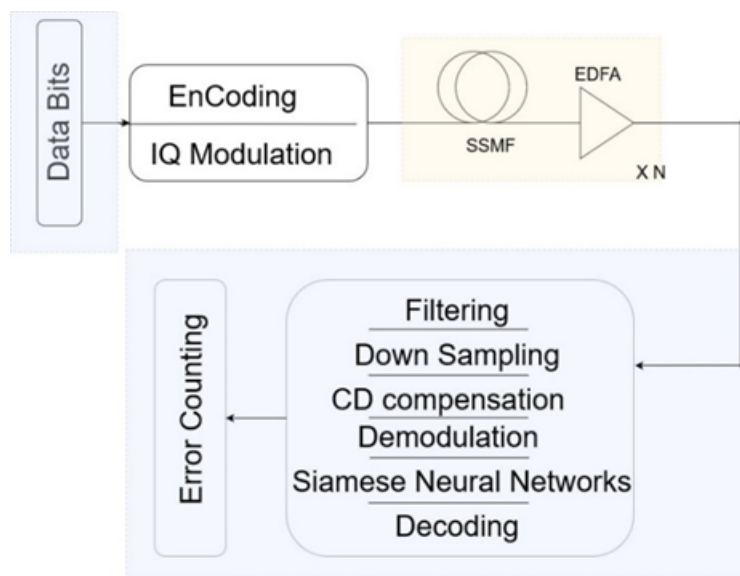 Data Bits
EnCoding
IQ Modulation
SSMF
EDFA
X N
Filtering
Down Sampling
CD compensation
Demodulation
Siamese Neural Networks
Decoding
Error Counting